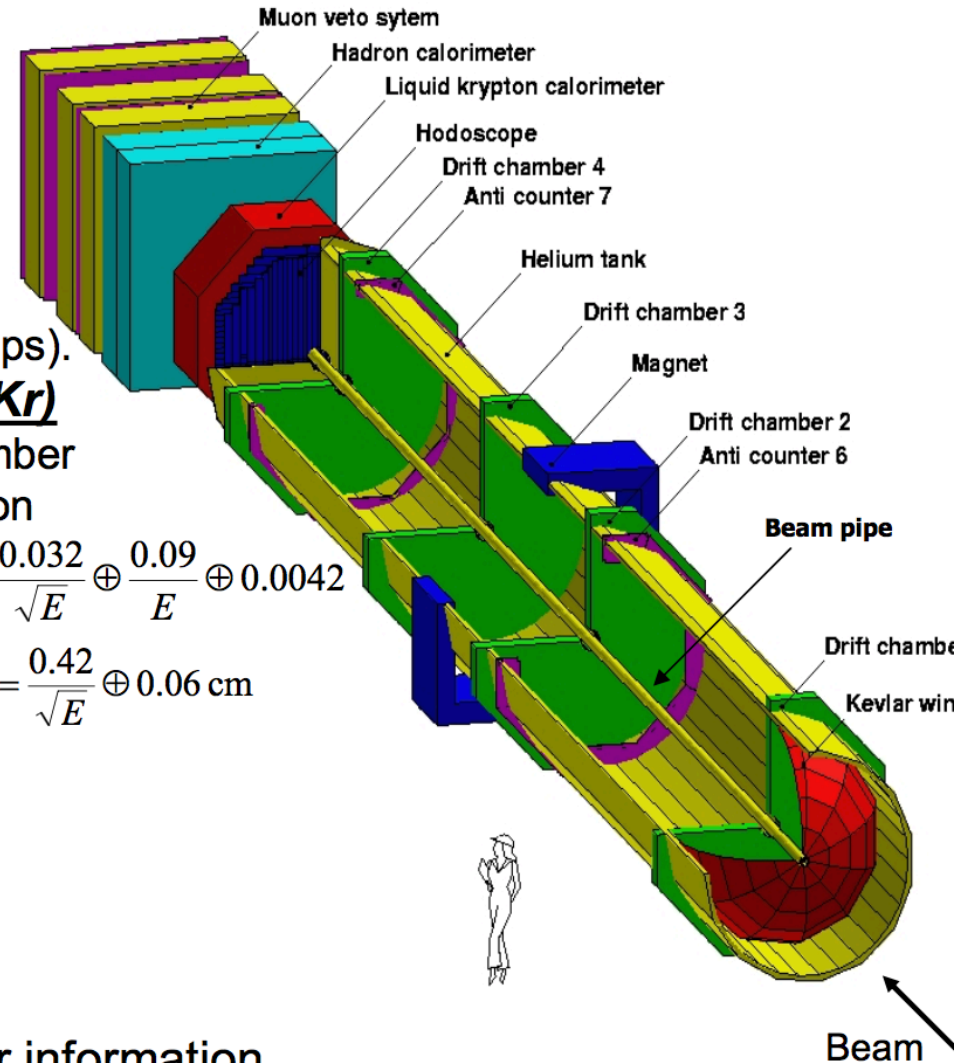 Muon veto sytem
Hadron calorimeter
Liquid krypton calorimeter
Hodoscope
Drift chamber 4
Anti counter 7
Helium tank
Drift chamber 3
Magnet
Drift chamber 2
Anti counter 6
Beam pipe
ps).
Kr)
mber
on
0.032/√E ⊕ 0.09/E ⊕ 0.0042
= 0.42/√E ⊕ 0.06 cm
Drift chambe
Kevlar win
Beam
r information